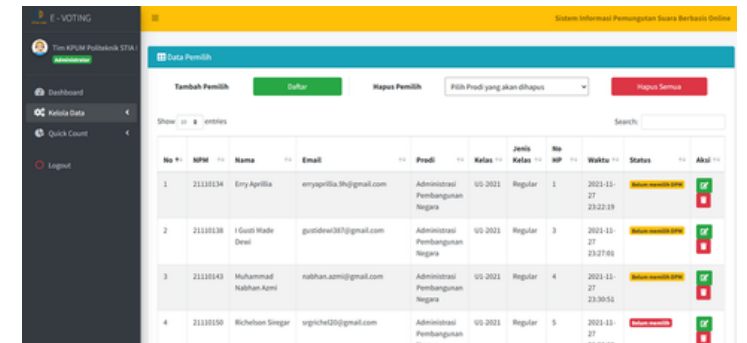 E - VOTING
Sistem Informasi Pemungutan Suara Berbasis Online
Tim KPUM Politeknik STIA
Administrator
Data Pemilih
Tambah Pemilih Daftar Hapus Pemilih Pilih Prodi yang akan dihapus Hapus Semua
Dashboard
Kelola Data
Quick Count
Logout
Show 10 entries Search:
Jenis No
No NPM Nama Email Prodi Kelas Kelas HP Waktu Status Aksi
1 21110134 Erry Aprillia erryaprillia.9h@gmail.com Administrasi U1-2021 Regular 1 2021-11- Belum memilih DPM
Pembangunan 27
Negara 23:22:19
2 21110138 I Gusti Made gustidewi387@gmail.com Administrasi U1-2021 Regular 3 2021-11- Belum memilih DPM
Dewi Pembangunan 27
Negara 23:27:01
3 21110143 Muhammad nabhan.azmi@gmail.com Administrasi U1-2021 Regular 4 2021-11- Belum memilih DPM
Nabhan Azmi Pembangunan 27
Negara 23:30:51
4 21110150 Richelson Siregar srgrichel20@gmail.com Administrasi U1-2021 Regular 5 2021-11- Belum memilih
Pembangunan 27